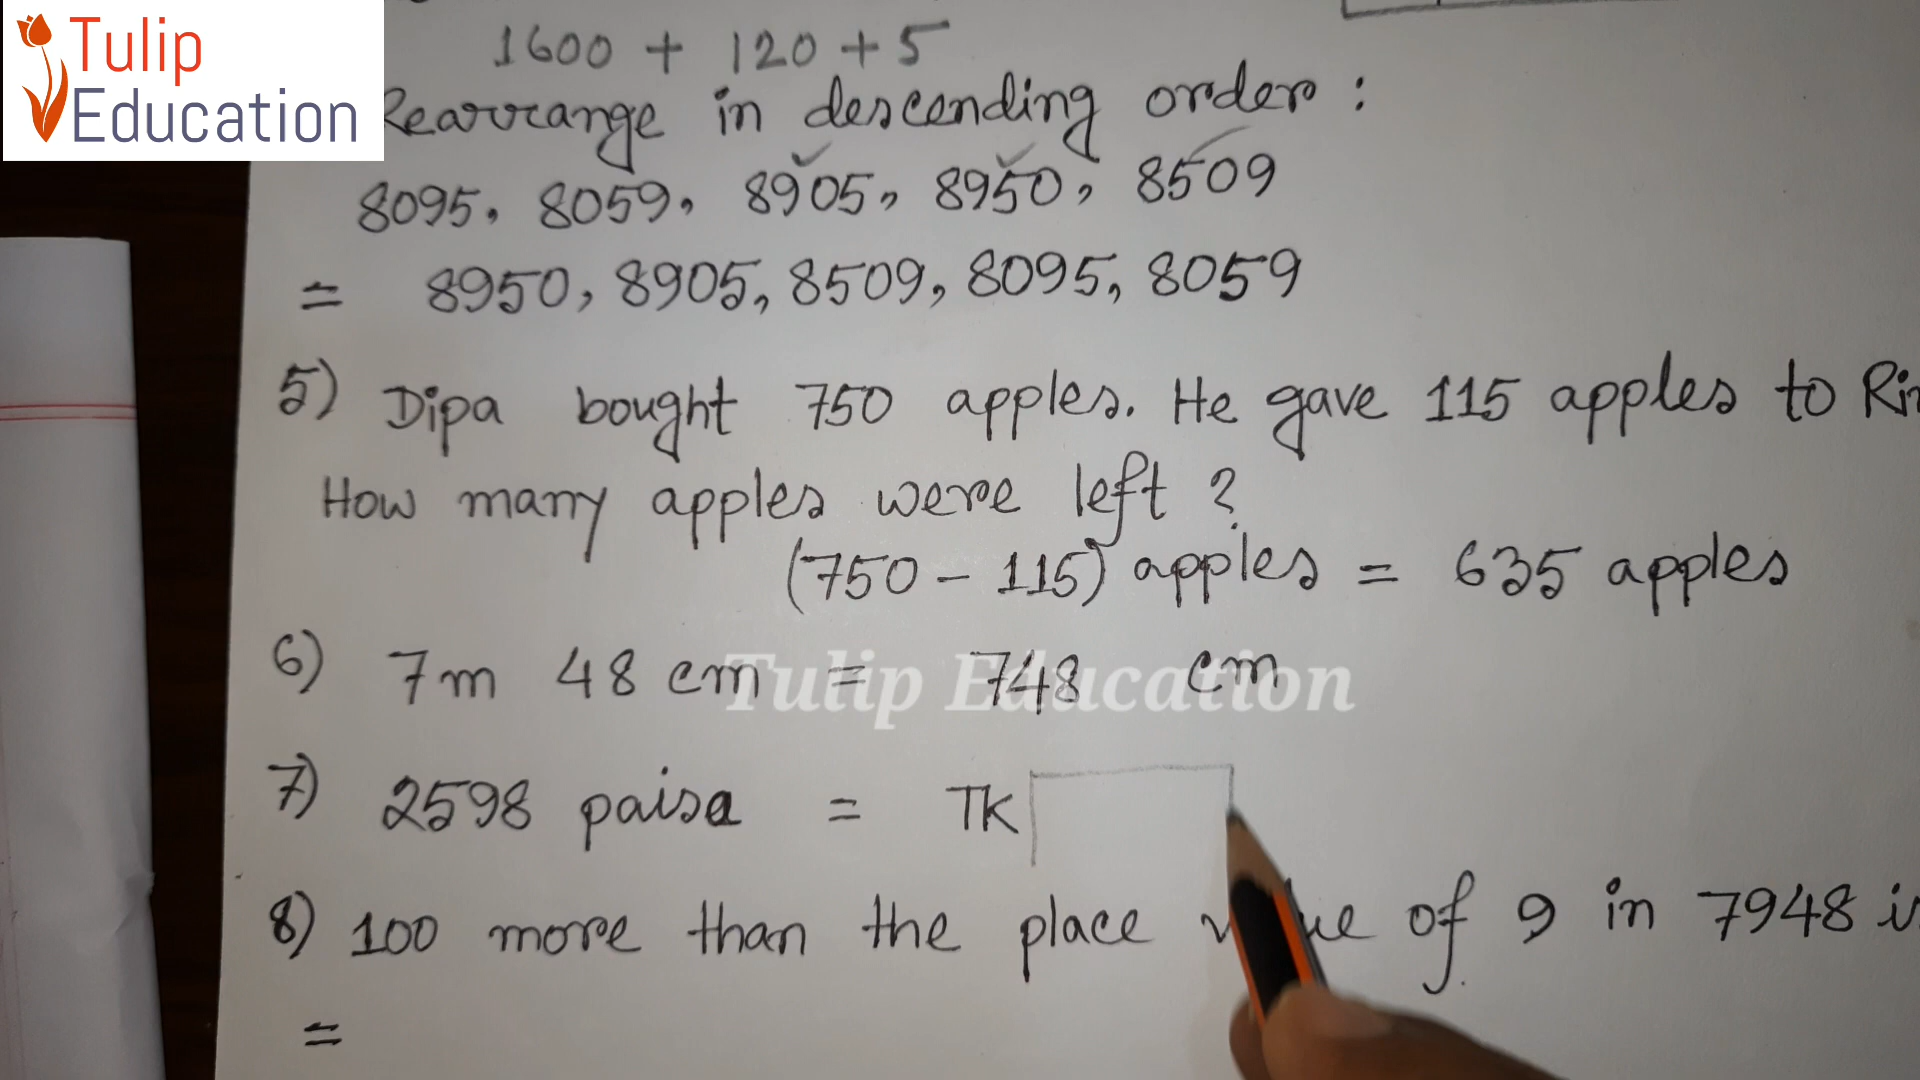 Tulip
Education
1600 + 120 + 5
Rearrange in descending order :
8095, 8059, 8905, 8950, 8509
= 8950, 8905, 8509, 8095, 8059
5) Dipa bought 750 apples. He gave 115 apples to
How many apples were left ?
(750 - 115) apples = 635 apples
6) 7m 48 cm = 748 cm
Tulip Education
7) 2598 paisa = TK
8) 100 more than the place of 9 in 7948
=